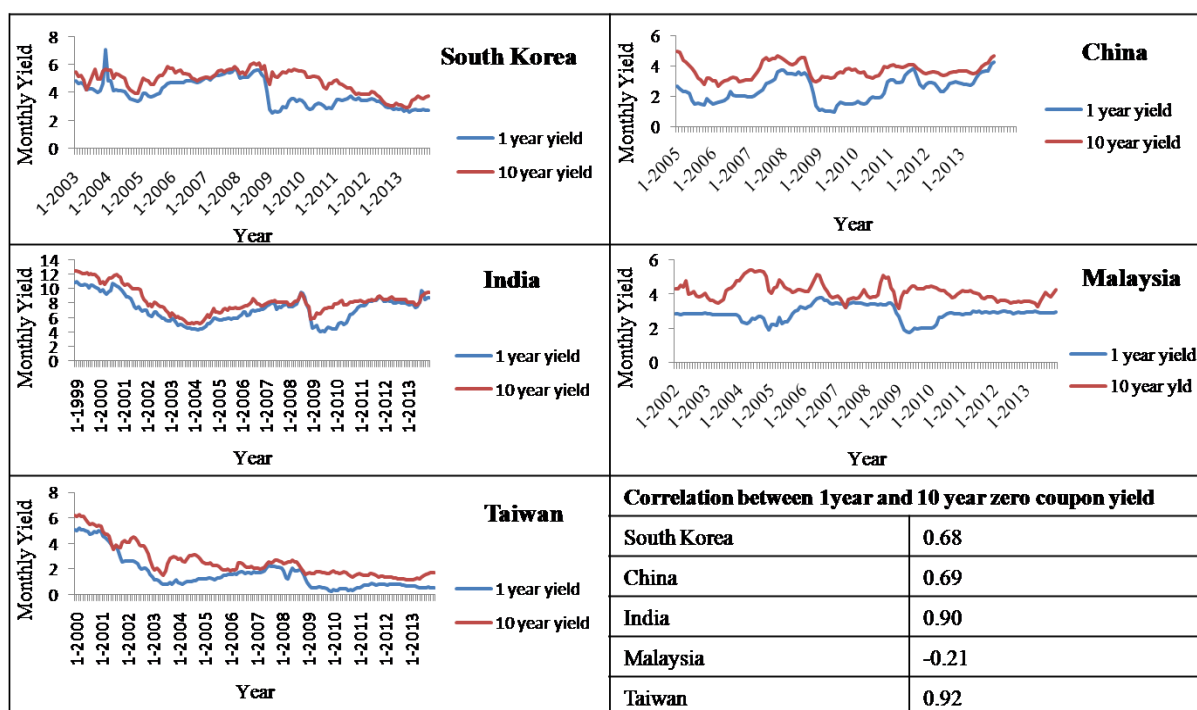 South Korea
Monthly Yield
8
6
4
2
0
1-2003
1-2004
1-2005
1-2006
1-2007
1-2008
1-2009
1-2010
1-2011
1-2012
1-2013
Year
1 year yield
10 year yield
China
Monthly Yield
6
4
2
0
1-2005
1-2006
1-2007
1-2008
1-2009
1-2010
1-2011
1-2012
1-2013
Year
1 year yield
10 year yield
India
Monthly Yield
14
12
10
8
6
4
2
0
1-1999
1-2000
1-2001
1-2002
1-2003
1-2004
1-2005
1-2006
1-2007
1-2008
1-2009
1-2010
1-2011
1-2012
1-2013
Year
1 year yield
10 year yield
Malaysia
Monthly Yield
6
4
2
0
1-2002
1-2003
1-2004
1-2005
1-2006
1-2007
1-2008
1-2009
1-2010
1-2011
1-2012
1-2013
Year
1 year yield
10 year yld
Taiwan
Monthly Yield
8
6
4
2
0
1-2000
1-2001
1-2002
1-2003
1-2004
1-2005
1-2006
1-2007
1-2008
1-2009
1-2010
1-2011
1-2012
1-2013
Year
1 year yield
10 year yield
Correlation between 1year and 10 year zero coupon yield
South Korea 0.68
China 0.69
India 0.90
Malaysia -0.21
Taiwan 0.92